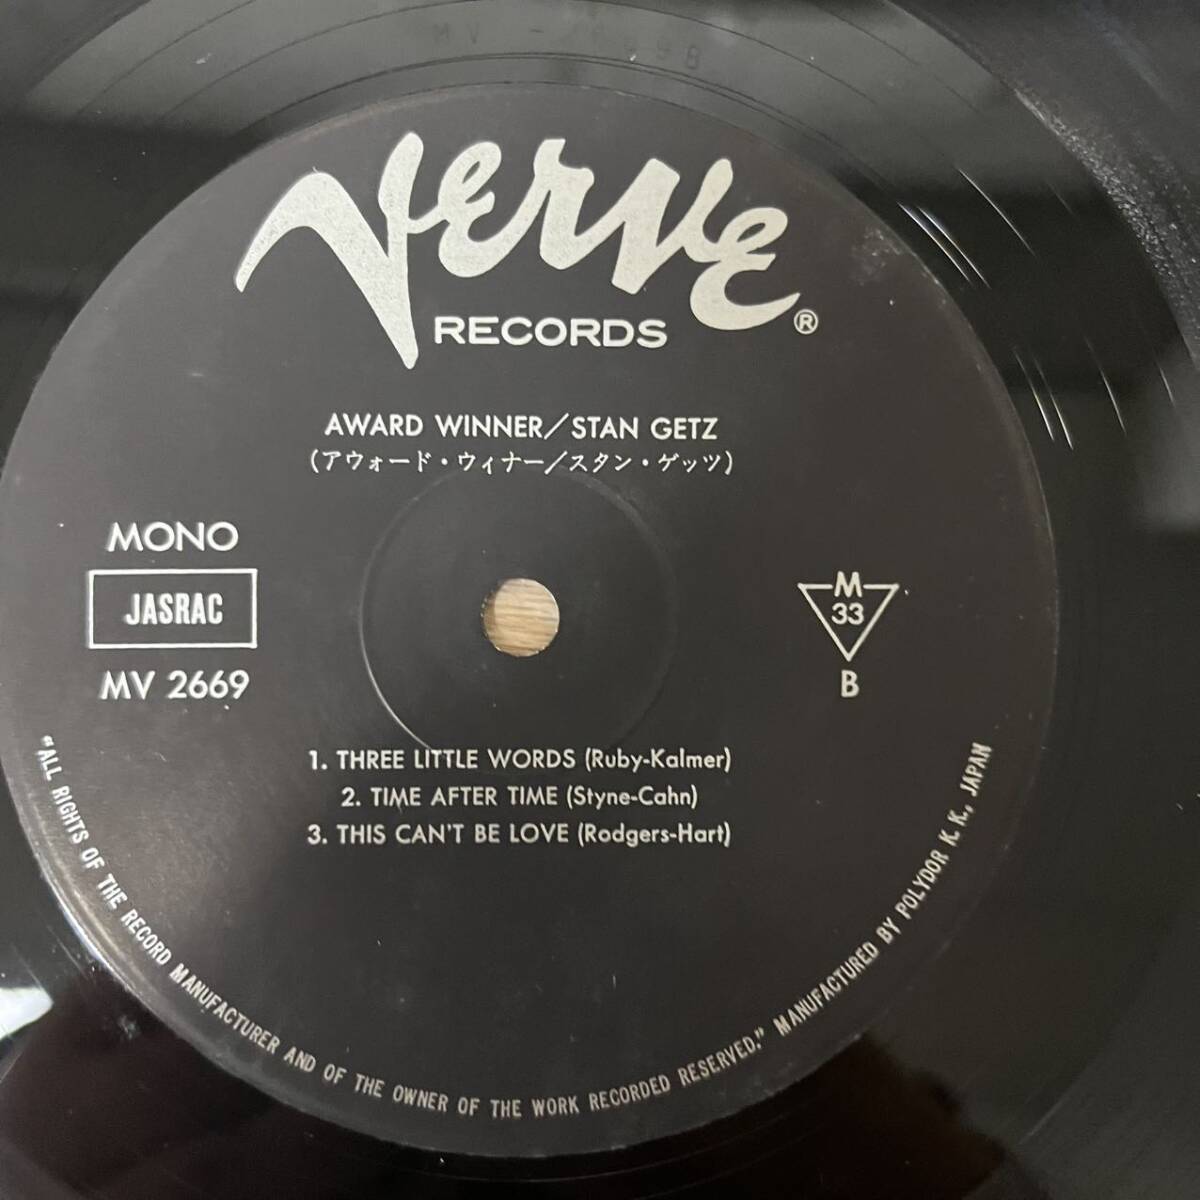 Verve®
RECORDS
AWARD WINNER/STAN GETZ
(アウォード・ウィナー/スタン・ゲッツ)
MONO
JASRAC
MV 2669
M
33
B
1. THREE LITTLE WORDS (Ruby-Kalmer)
2. TIME AFTER TIME (Styne-Cahn)
3. THIS CAN'T BE LOVE (Rodgers-Hart)
"ALL RIGHTS OF THE RECORD MANUFACTURER AND OF THE OWNER OF THE WORK RECORDED RESERVED." MANUFACTURED BY POLYDOR K. K., JAPAN